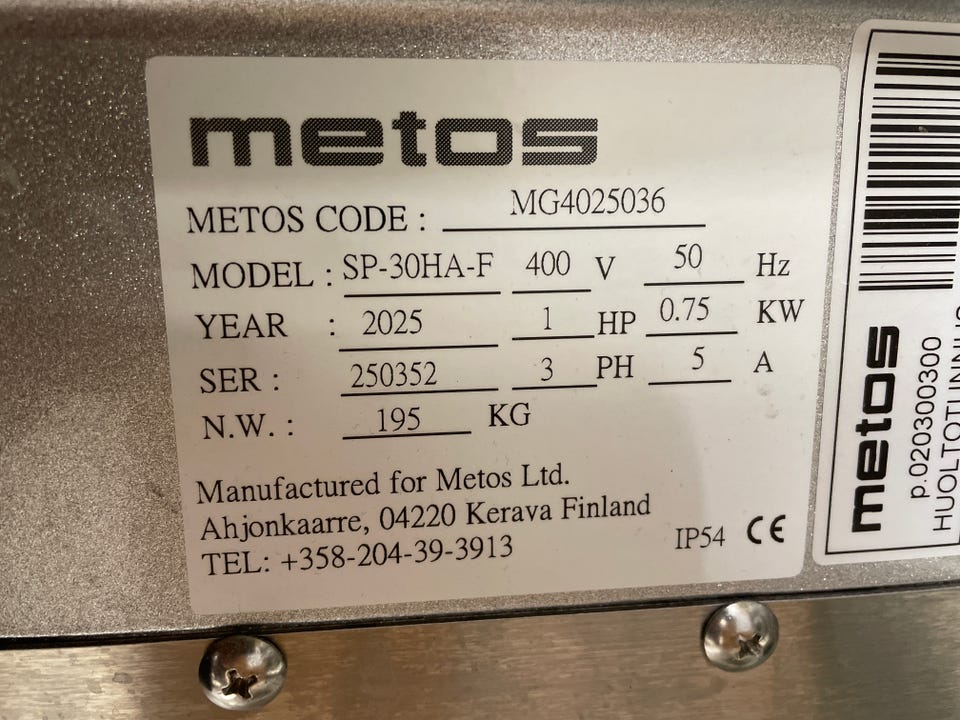 metos
METOS CODE : MG4025036
MODEL : SP-30HA-F 400 V 50 Hz
YEAR : 2025 1 HP 0.75 KW
SER : 250352 3 PH 5 A
N.W. : 195 KG
Manufactured for Metos Ltd.
Ahjonkaarre, 04220 Kerava Finland
TEL: +358-204-39-3913
IP54 CE
metos
p.020300300